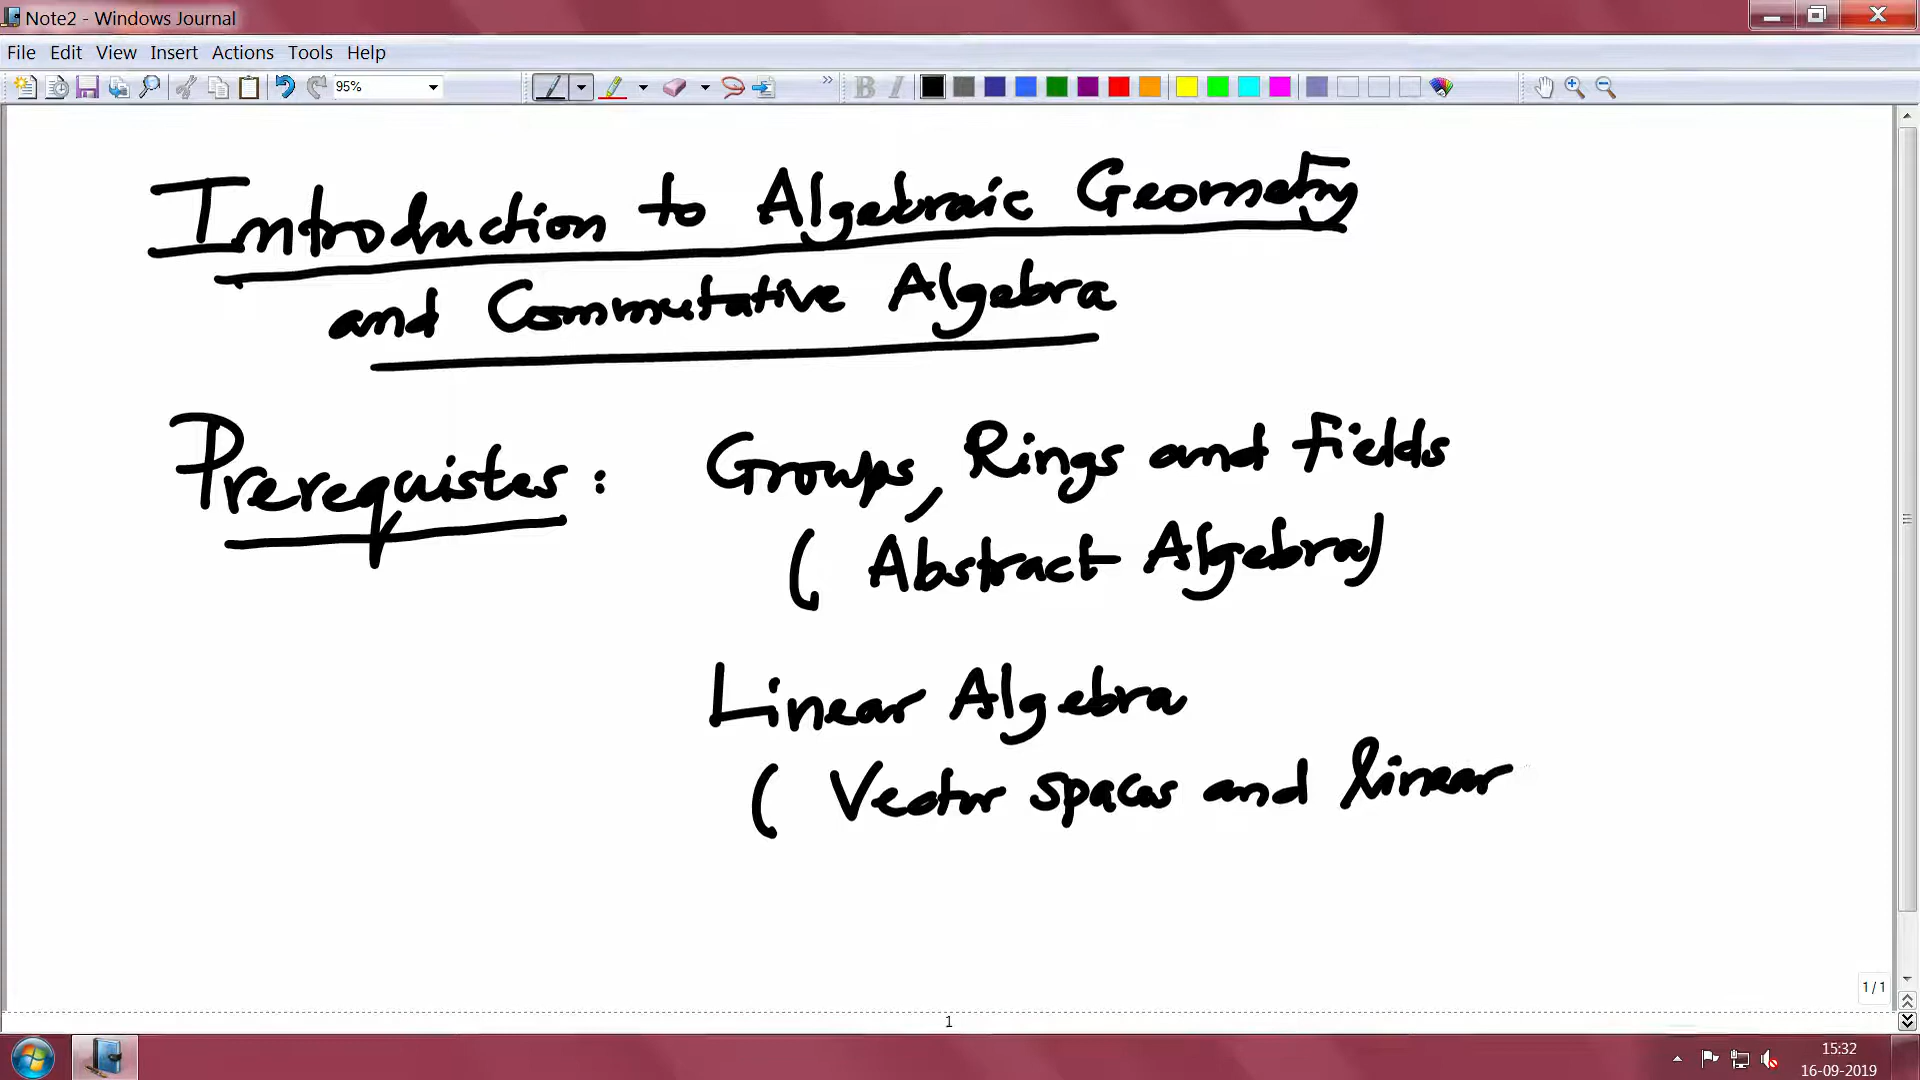 Note2 - Windows Journal
File Edit View Insert Actions Tools Help
95%
B I
Introduction to Algebraic Geometry
and Commutative Algebra
Prerequistes : Groups, Rings and Fields
( Abstract Algebra)
Linear Algebra
( Vector spaces and linear
1 / 1
1
15:32
16-09-2019